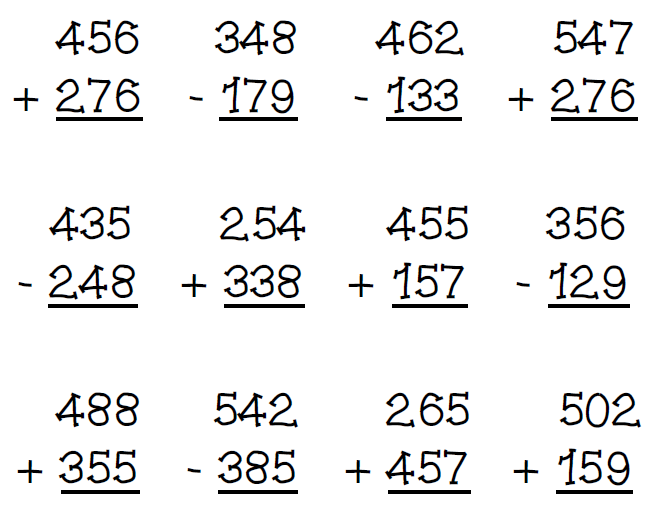 456 348 462 547
+ 276 - 179 - 133 + 276
435 254 455 356
- 248 + 338 + 157 - 129
488 542 265 502
+ 355 - 385 + 457 + 159